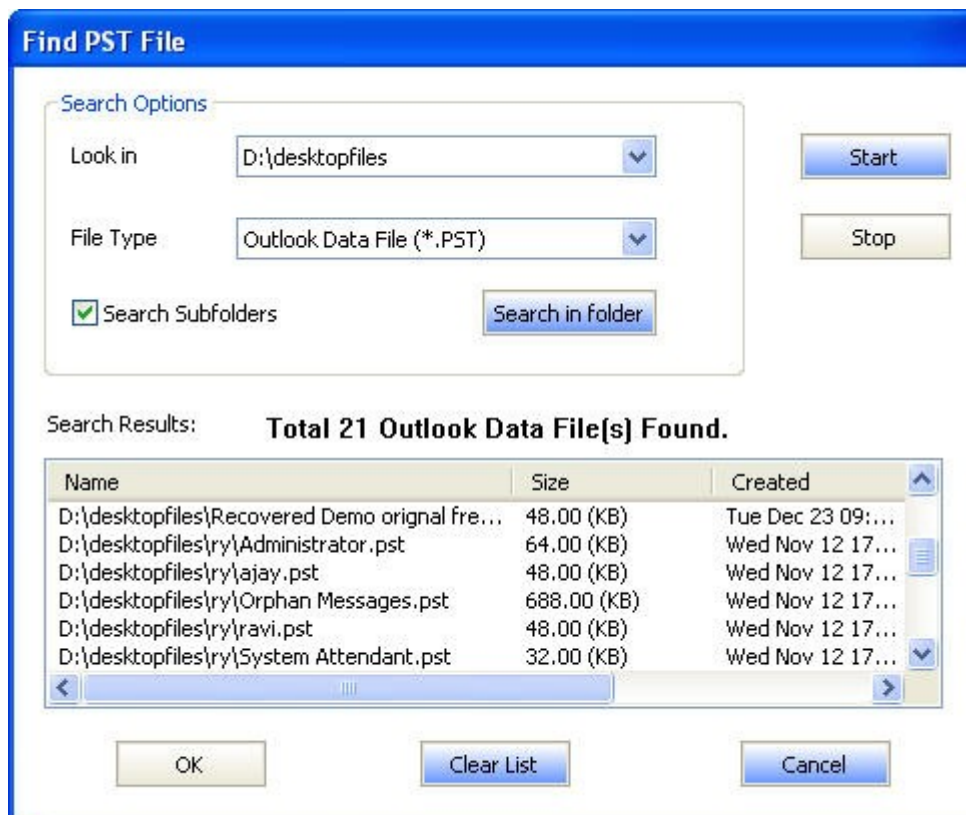 Find PST File
Search Options
Look in D:\desktopfiles Start
File Type Outlook Data File (*.PST) Stop
Search Subfolders Search in folder
Search Results: Total 21 Outlook Data File(s) Found.
Name Size Created
D:\desktopfiles\Recovered Demo orignal fre... 48.00 (KB) Tue Dec 23 09:...
D:\desktopfiles\ry\Administrator.pst 64.00 (KB) Wed Nov 12 17...
D:\desktopfiles\ry\ajay.pst 48.00 (KB) Wed Nov 12 17...
D:\desktopfiles\ry\Orphan Messages.pst 688.00 (KB) Wed Nov 12 17...
D:\desktopfiles\ry\ravi.pst 48.00 (KB) Wed Nov 12 17...
D:\desktopfiles\ry\System Attendant.pst 32.00 (KB) Wed Nov 12 17...
OK Clear List Cancel